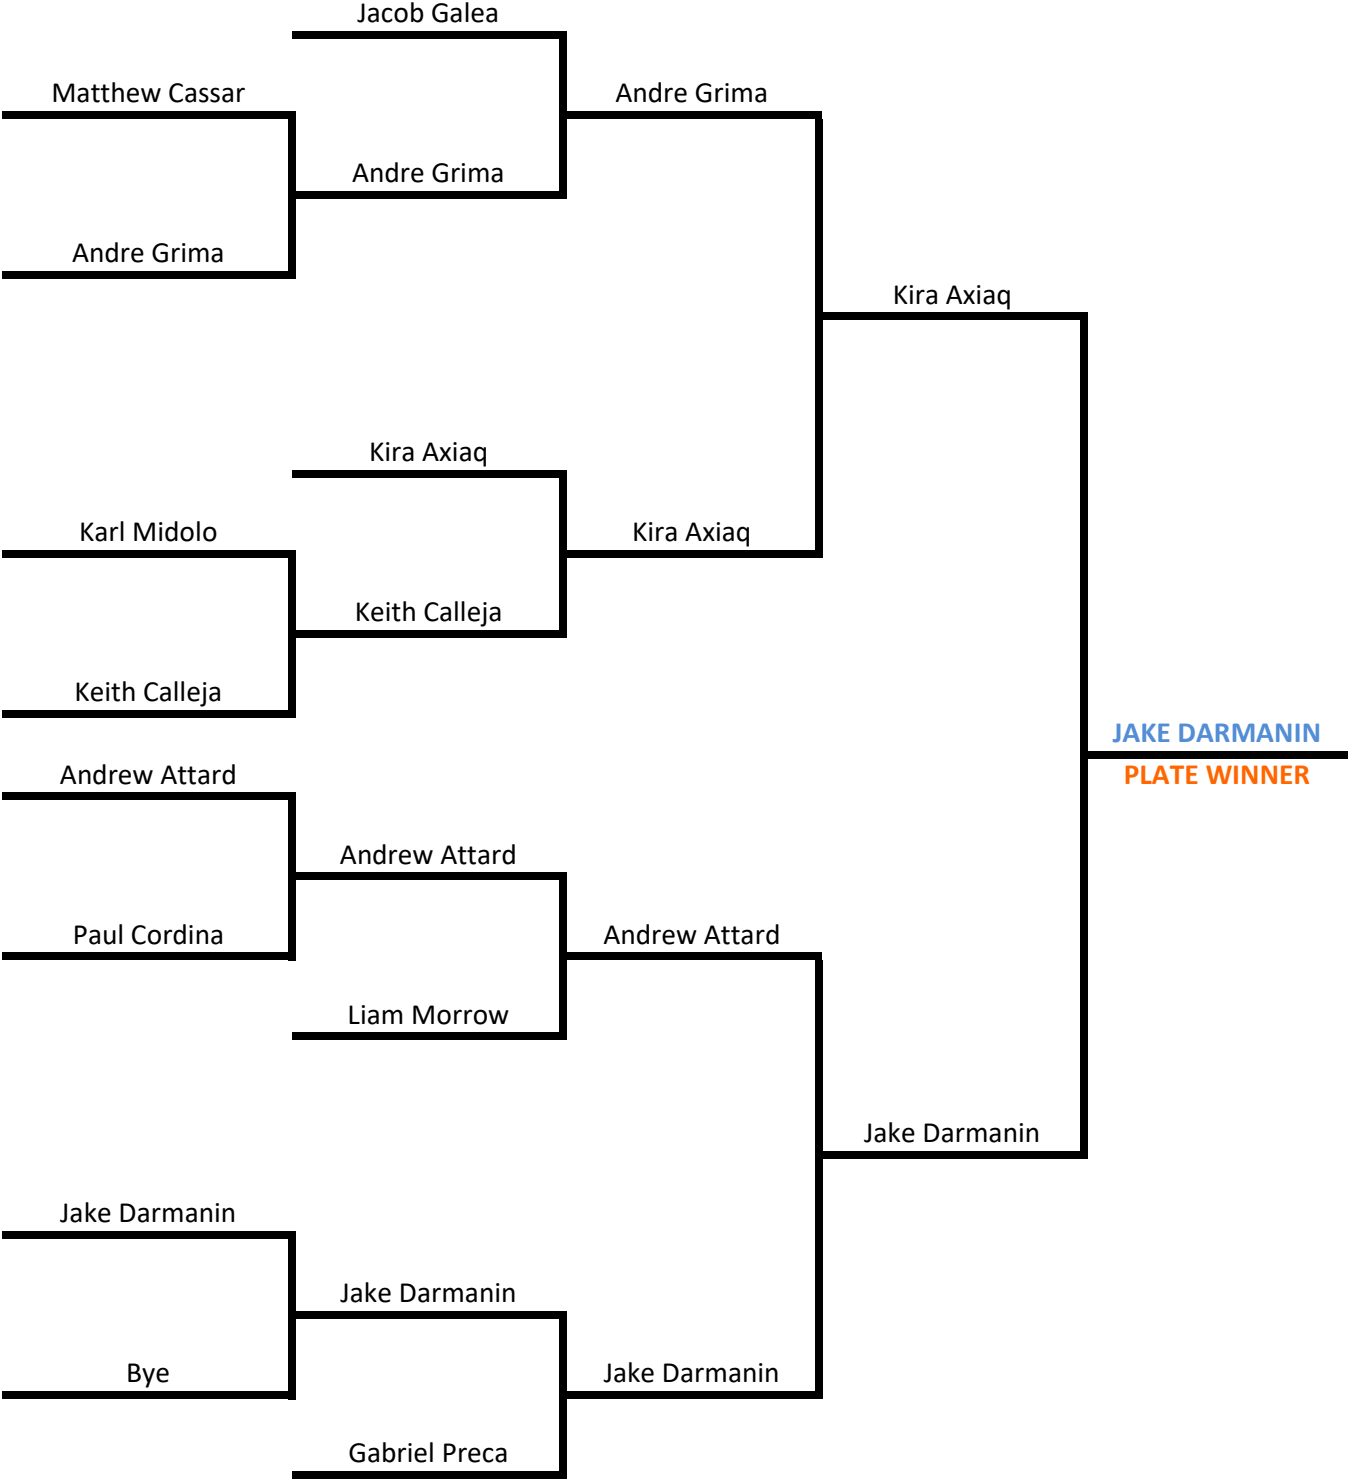 Jacob Galea
Matthew Cassar
Andre Grima
Andre Grima
Andre Grima
Kira Axiaq
Kira Axiaq
Karl Midolo
Kira Axiaq
Keith Calleja
Keith Calleja
JAKE DARMANIN
PLATE WINNER
Andrew Attard
Andrew Attard
Paul Cordina
Andrew Attard
Liam Morrow
Jake Darmanin
Jake Darmanin
Jake Darmanin
Bye
Jake Darmanin
Gabriel Preca